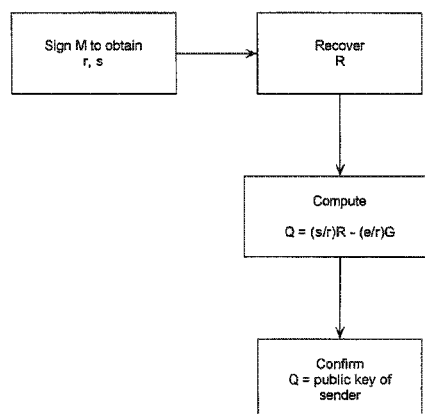 Sign M to obtain
r, s
Recover
R
Compute
Q = (s/r)R - (e/r)G
Confirm
Q = public key of
sender